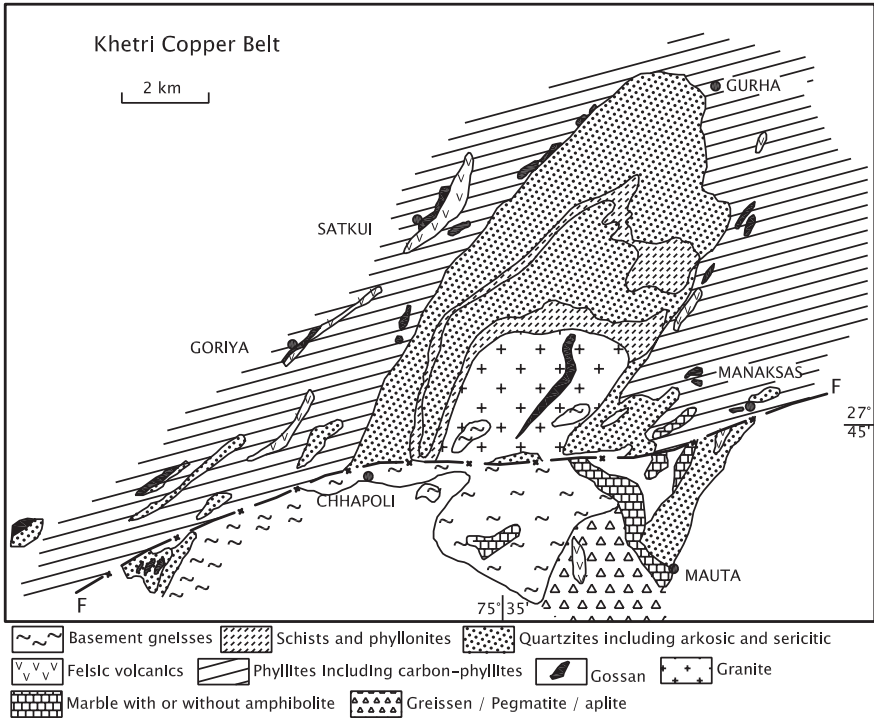 Khetri Copper Belt
2 km
GURHA
SATKUI
GORIYA
MANAKSAS
F
27°
45'
CHHAPOLI
MAUTA
F
75° 35'
Basement gneisses
Schists and phyllonites
Quartzites including arkosic and sericitic
Felsic volcanics
Phyllites including carbon-phyllites
Gossan
Granite
Marble with or without amphibolite
Greissen / Pegmatite / aplite